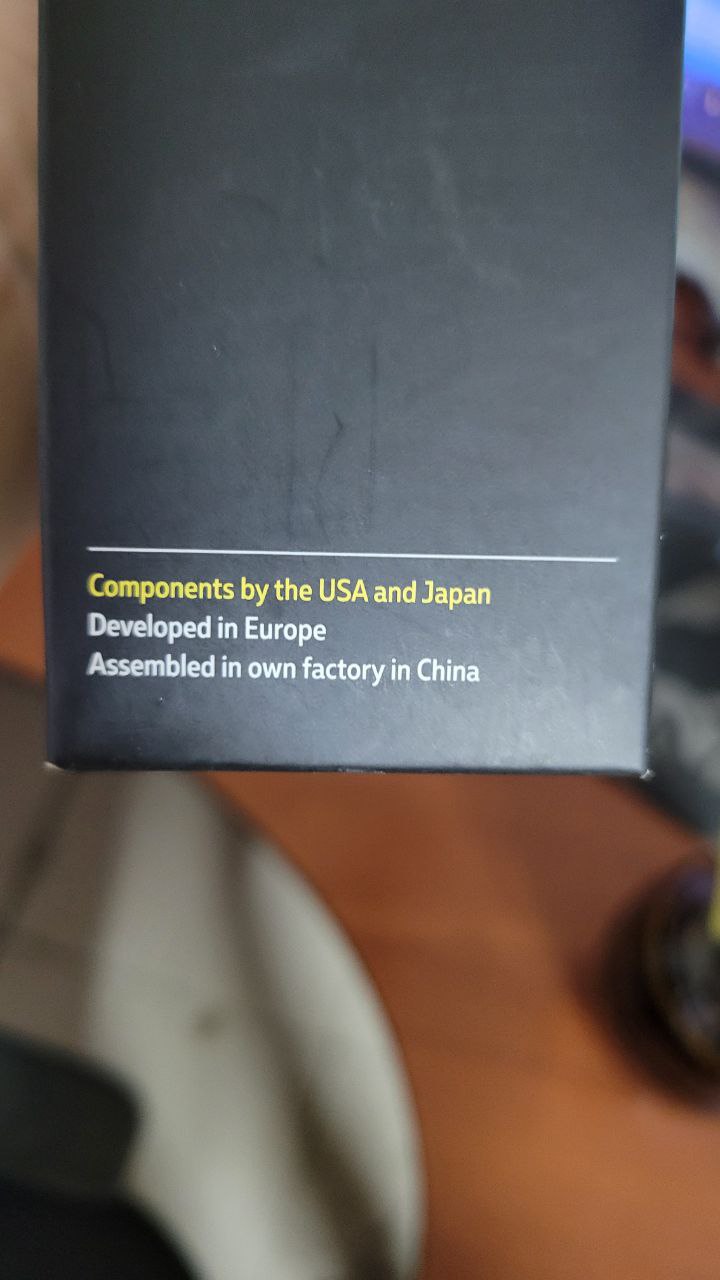 Components by the USA and Japan
Developed in Europe
Assembled in own factory in China